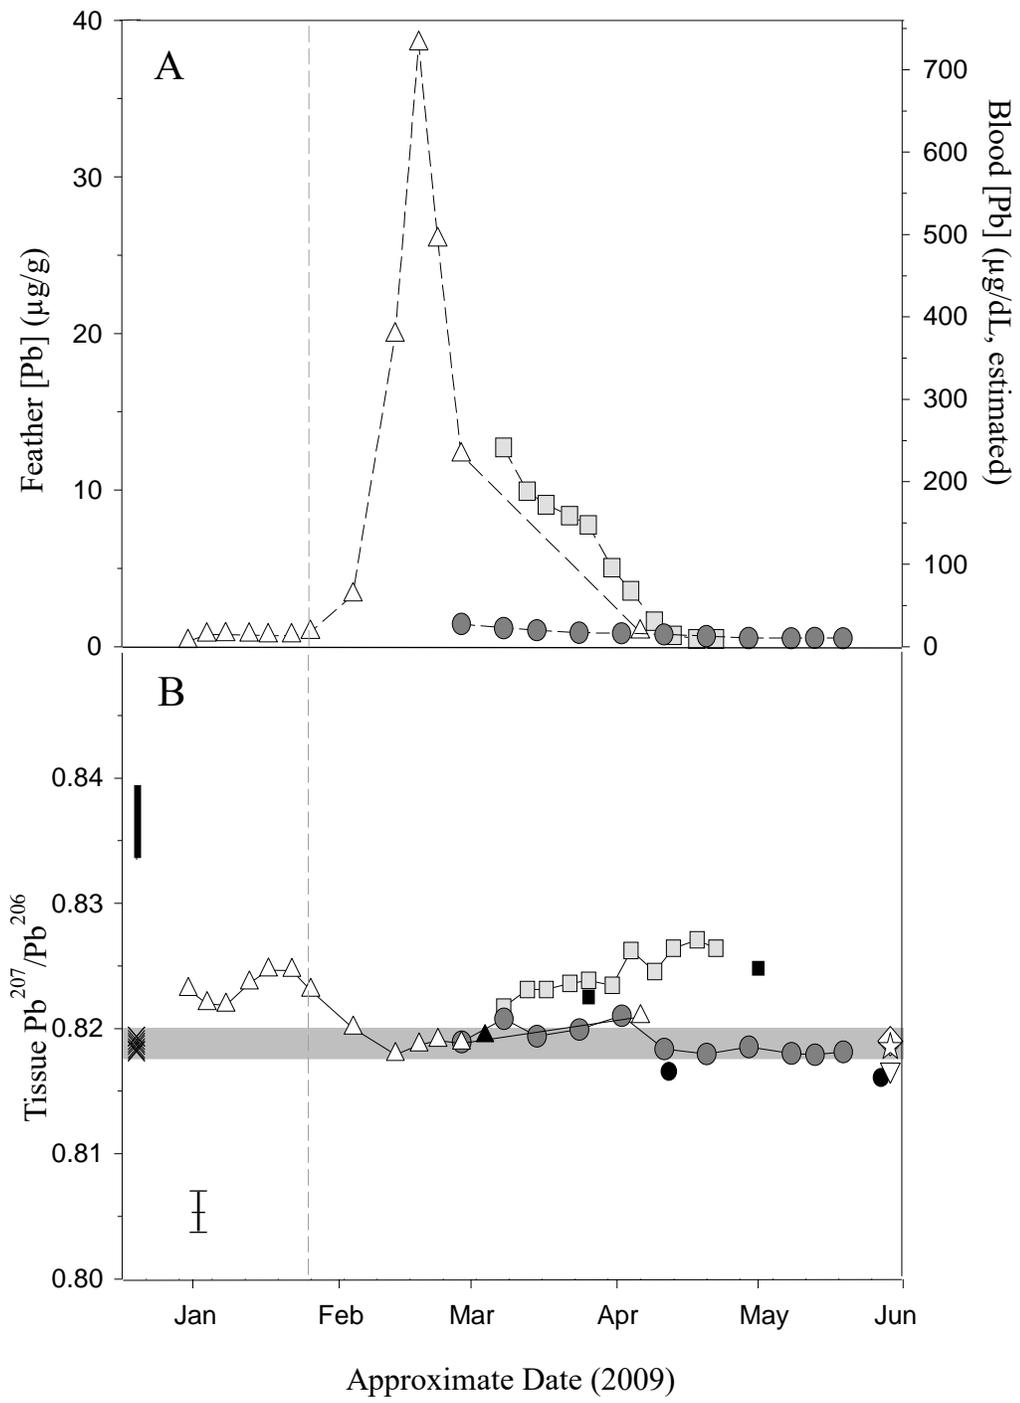 A
40
30
20
10
0
Feather [Pb] (µg/g)
700
600
500
400
300
200
100
0
Blood [Pb] (µg/dL, estimated)
B
0.84
0.83
0.82
0.81
0.80
Tissue Pb²⁰⁷/Pb²⁰⁶
Jan Feb Mar Apr May Jun
Approximate Date (2009)